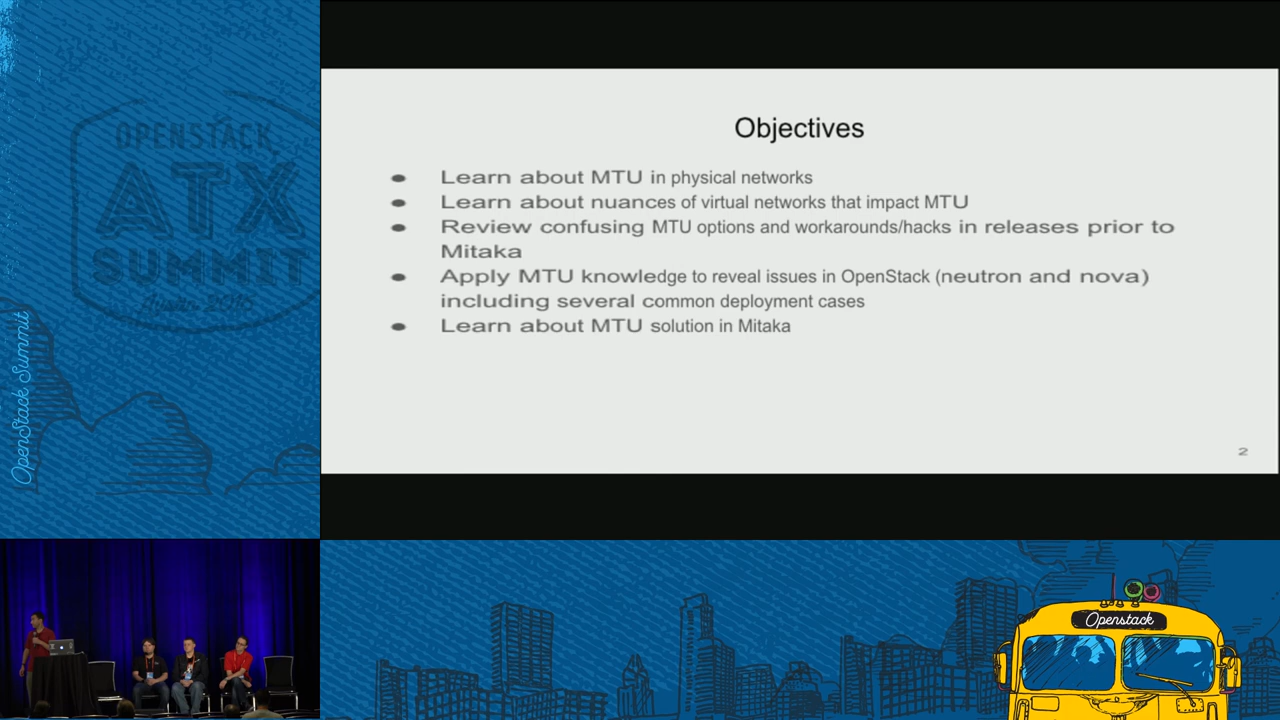 OPENSTACK
ATX
SUMMIT
Austin 2016
OpenStack Summit
Objectives
● Learn about MTU in physical networks
● Learn about nuances of virtual networks that impact MTU
● Review confusing MTU options and workarounds/hacks in releases prior to
Mitaka
● Apply MTU knowledge to reveal issues in OpenStack (neutron and nova)
including several common deployment cases
● Learn about MTU solution in Mitaka
2
Openstack